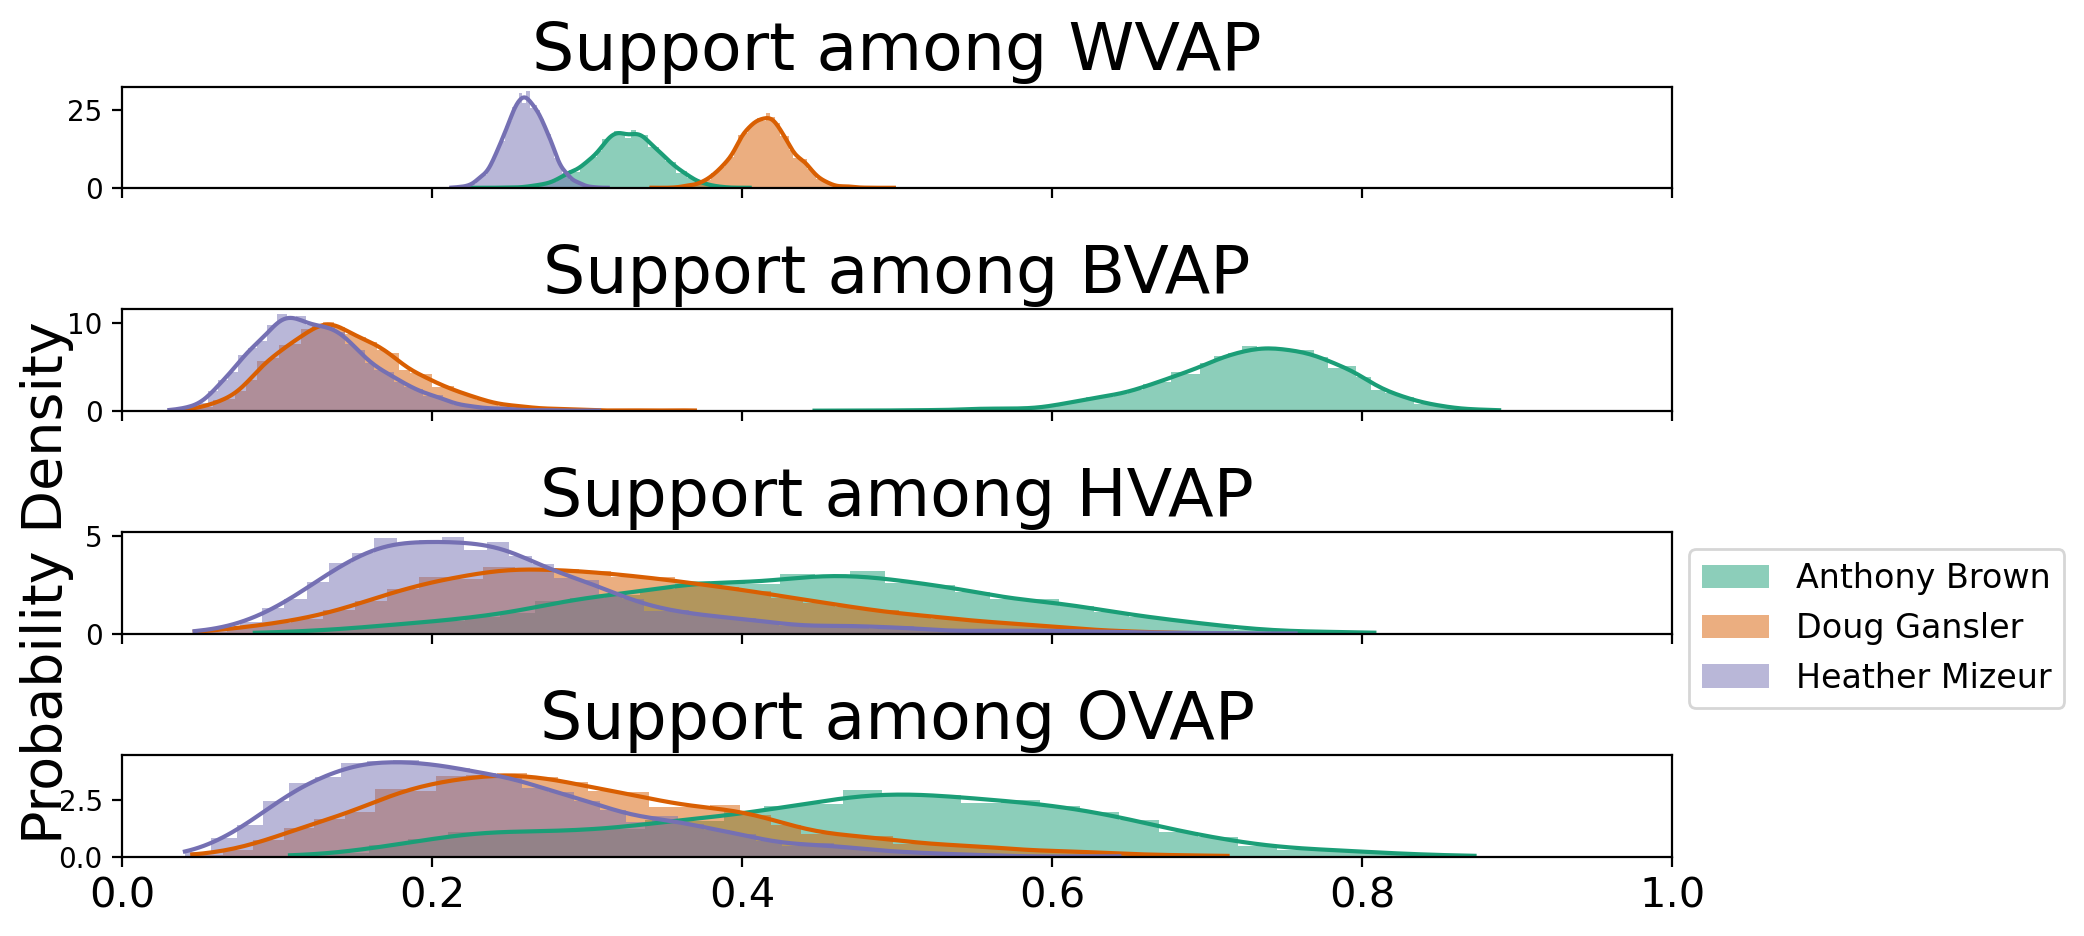 Support among WVAP
25
0
Support among BVAP
10
0
Support among HVAP
5
0
Support among OVAP
2.5
0.0
0.0 0.2 0.4 0.6 0.8 1.0
Probability Density
Anthony Brown
Doug Gansler
Heather Mizeur